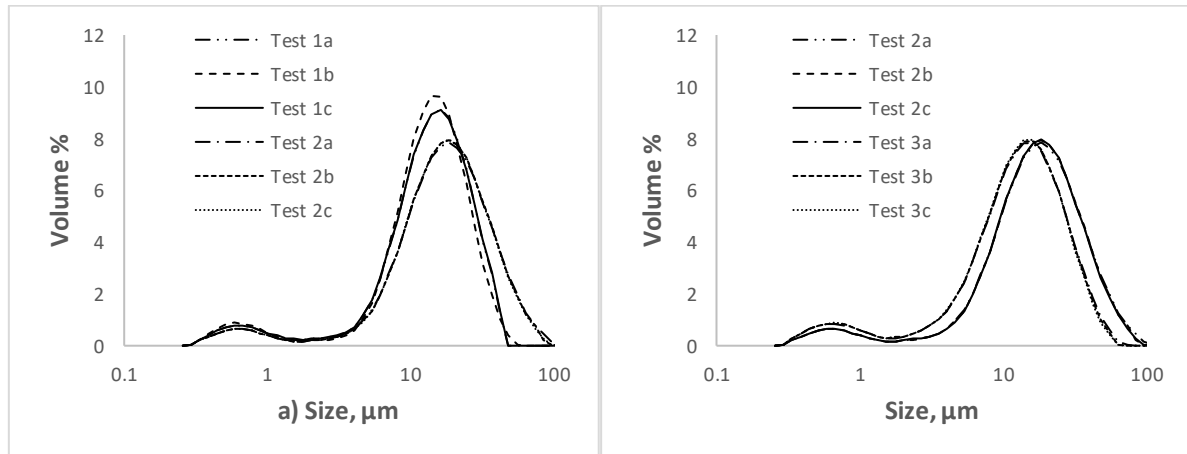 12
10
8
6
4
2
0
Volume %
Test 1a
Test 1b
Test 1c
Test 2a
Test 2b
Test 2c
0.1 1 10 100
a) Size, µm
12
10
8
6
4
2
0
Volume %
Test 2a
Test 2b
Test 2c
Test 3a
Test 3b
Test 3c
0.1 1 10 100
Size, µm